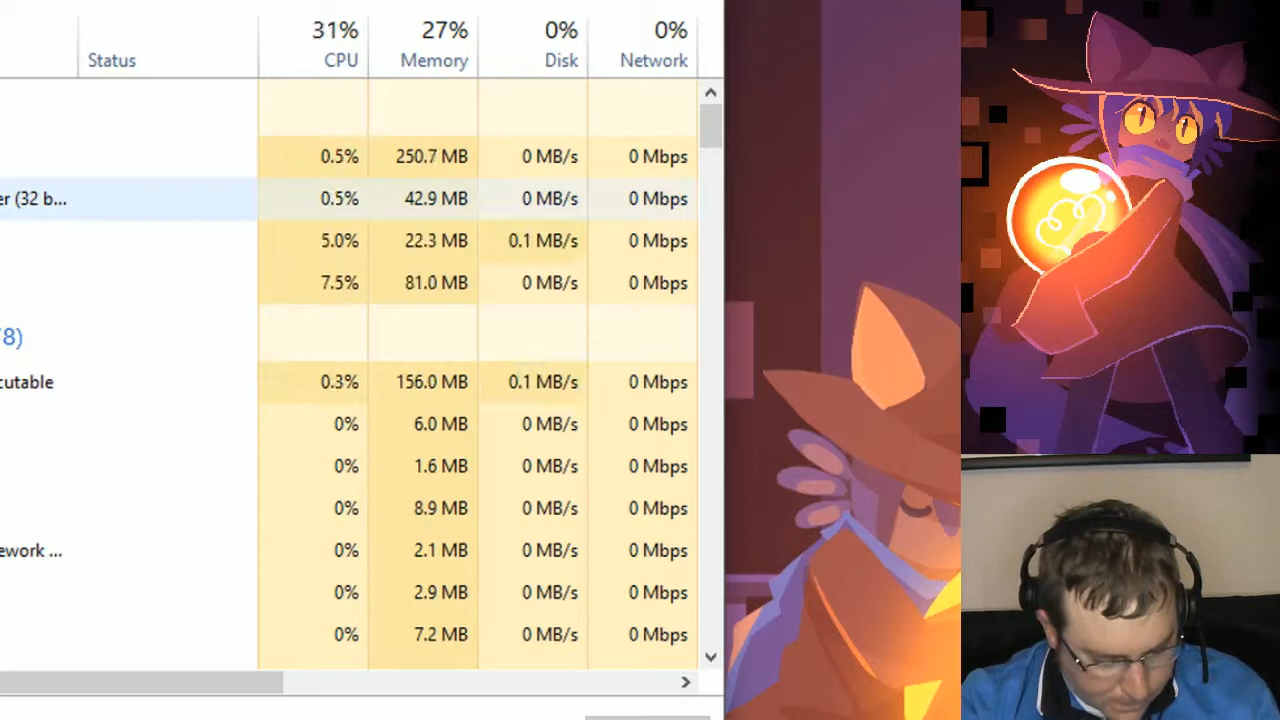 31% 27% 0% 0%
Status CPU Memory Disk Network
0.5% 250.7 MB 0 MB/s 0 Mbps
er (32 b... 0.5% 42.9 MB 0 MB/s 0 Mbps
5.0% 22.3 MB 0.1 MB/s 0 Mbps
7.5% 81.0 MB 0 MB/s 0 Mbps
78)
cutable 0.3% 156.0 MB 0.1 MB/s 0 Mbps
0% 6.0 MB 0 MB/s 0 Mbps
0% 1.6 MB 0 MB/s 0 Mbps
0% 8.9 MB 0 MB/s 0 Mbps
ework ... 0% 2.1 MB 0 MB/s 0 Mbps
0% 2.9 MB 0 MB/s 0 Mbps
0% 7.2 MB 0 MB/s 0 Mbps